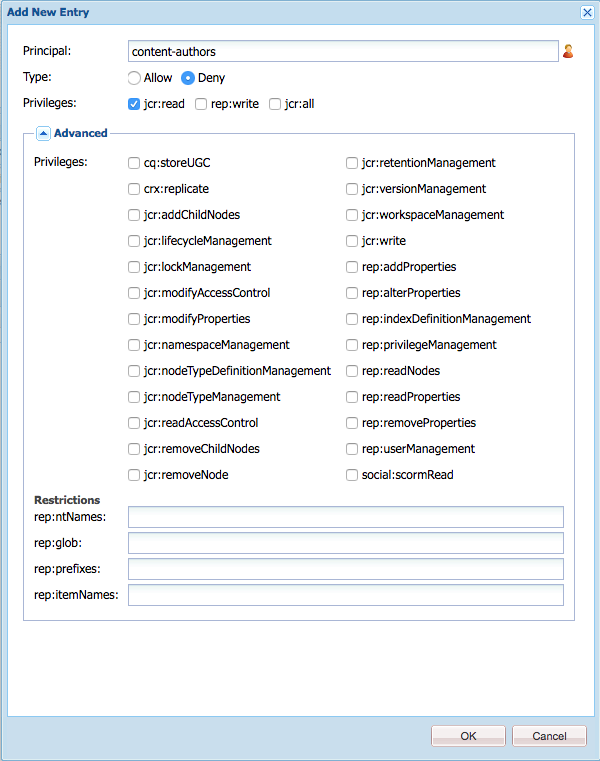 Add New Entry
Principal: content-authors
Type: Allow Deny
Privileges: jcr:read rep:write jcr:all
Advanced
Privileges: cq:storeUGC jcr:retentionManagement
crx:replicate jcr:versionManagement
jcr:addChildNodes jcr:workspaceManagement
jcr:lifecycleManagement jcr:write
jcr:lockManagement rep:addProperties
jcr:modifyAccessControl rep:alterProperties
jcr:modifyProperties rep:indexDefinitionManagement
jcr:namespaceManagement rep:privilegeManagement
jcr:nodeTypeDefinitionManagement rep:readNodes
jcr:nodeTypeManagement rep:readProperties
jcr:readAccessControl rep:removeProperties
jcr:removeChildNodes rep:userManagement
jcr:removeNode social:scormRead
Restrictions
rep:ntNames:
rep:glob:
rep:prefixes:
rep:itemNames:
OK Cancel